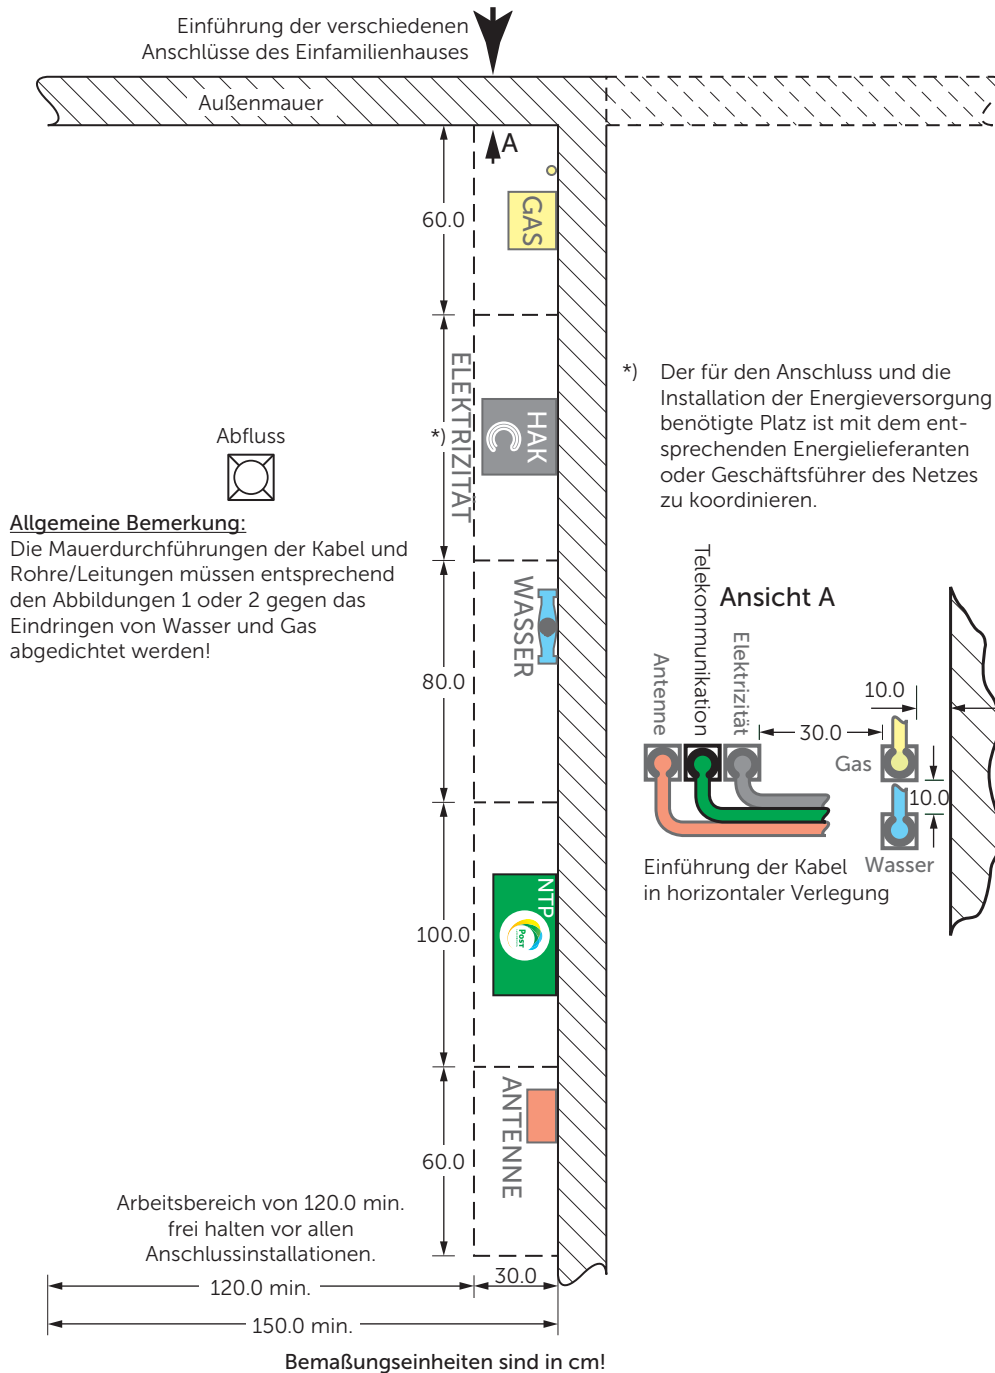 Einführung der verschiedenen
Anschlüsse des Einfamilienhauses
Außenmauer
A
GAS
60.0
ELEKTRIZITÄT
*)
HAK
*) Der für den Anschluss und die
Installation der Energieversorgung
benötigte Platz ist mit dem ent-
sprechenden Energielieferanten
oder Geschäftsführer des Netzes
zu koordinieren.
Abfluss
Allgemeine Bemerkung:
Die Mauerdurchführungen der Kabel und
Rohre/Leitungen müssen entsprechend
den Abbildungen 1 oder 2 gegen das
Eindringen von Wasser und Gas
abgedichtet werden!
WASSER
80.0
Ansicht A
Antenne
Telekommunikation
Elektrizität
10.0
30.0
Gas
10.0
Wasser
Einführung der Kabel
in horizontaler Verlegung
NTP
POST
100.0
ANTENNE
60.0
Arbeitsbereich von 120.0 min.
frei halten vor allen
Anschlussinstallationen.
120.0 min.
30.0
150.0 min.
Bemaßungseinheiten sind in cm!